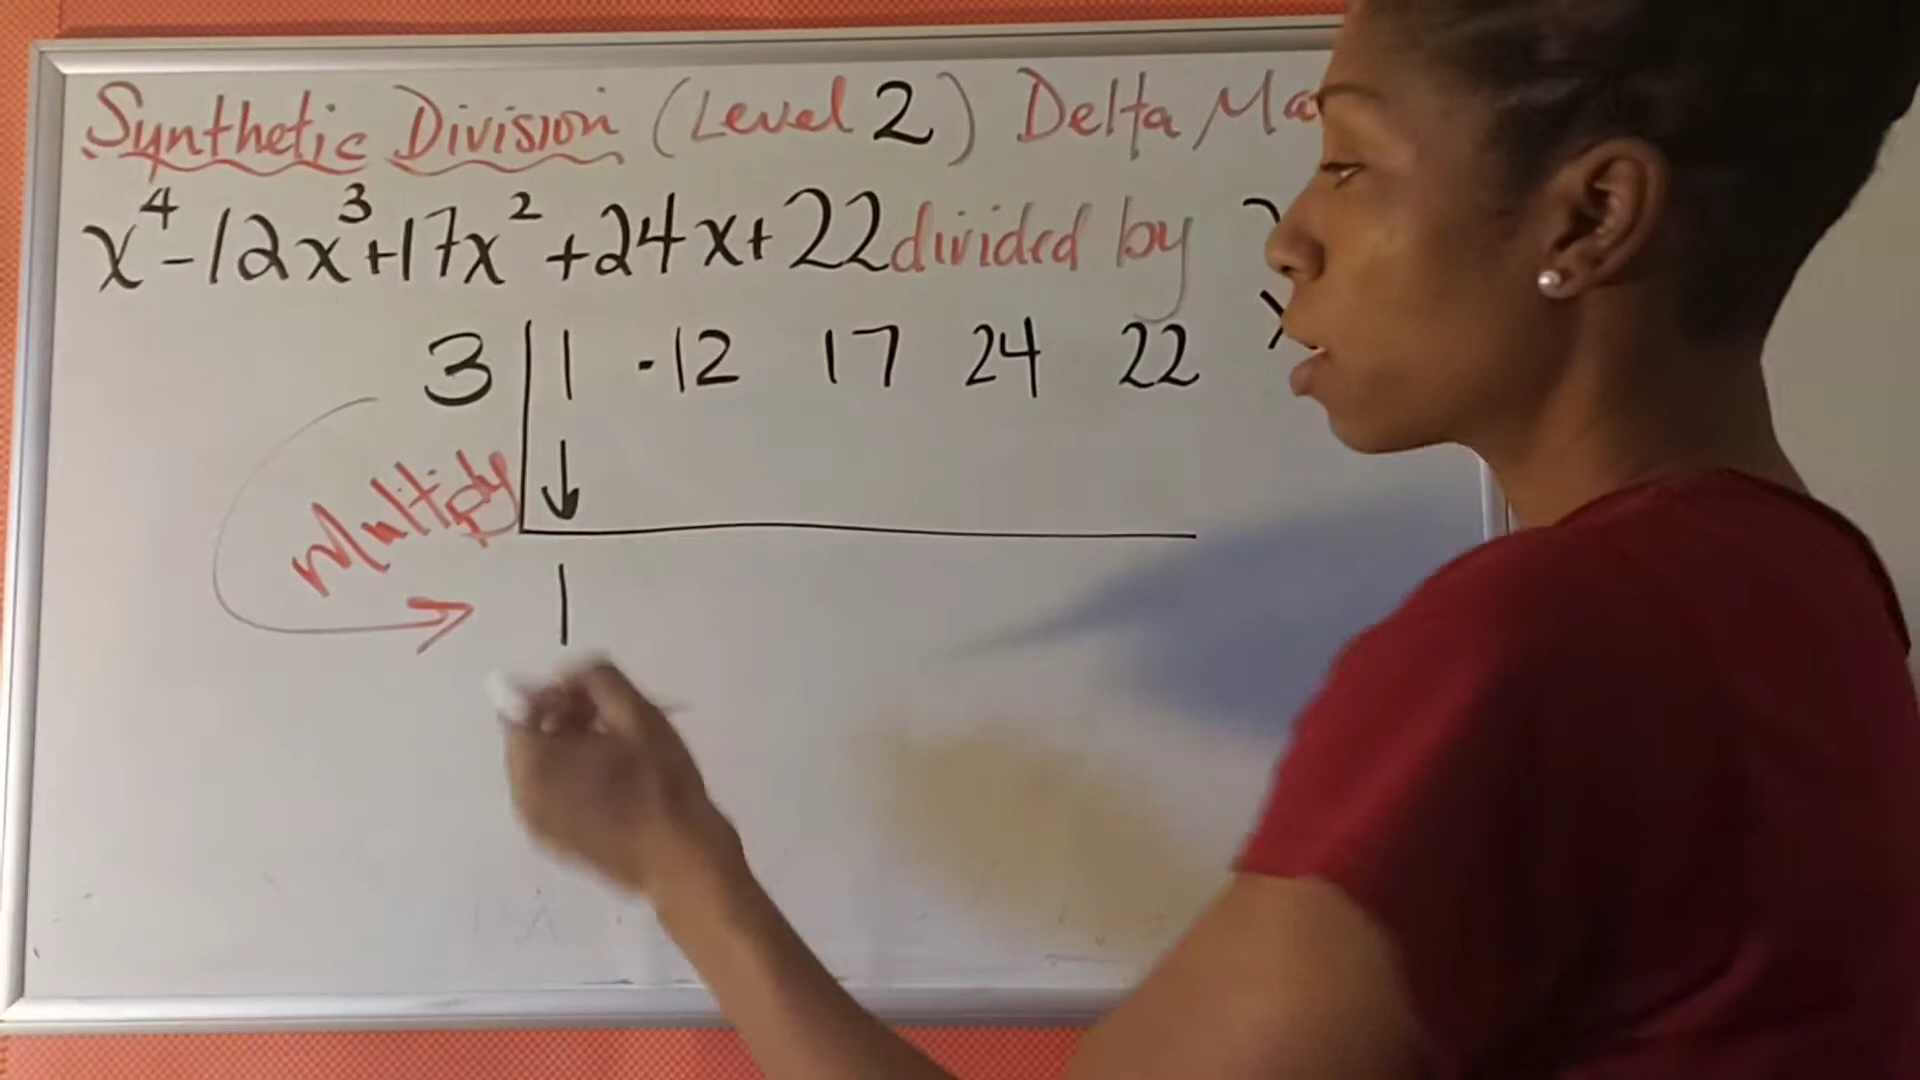 Synthetic Division (Level 2) Delta Ma
x⁴-12x³+17x²+24x+22 divided by x
3 1 -12 17 24 22 x
Multiply
1